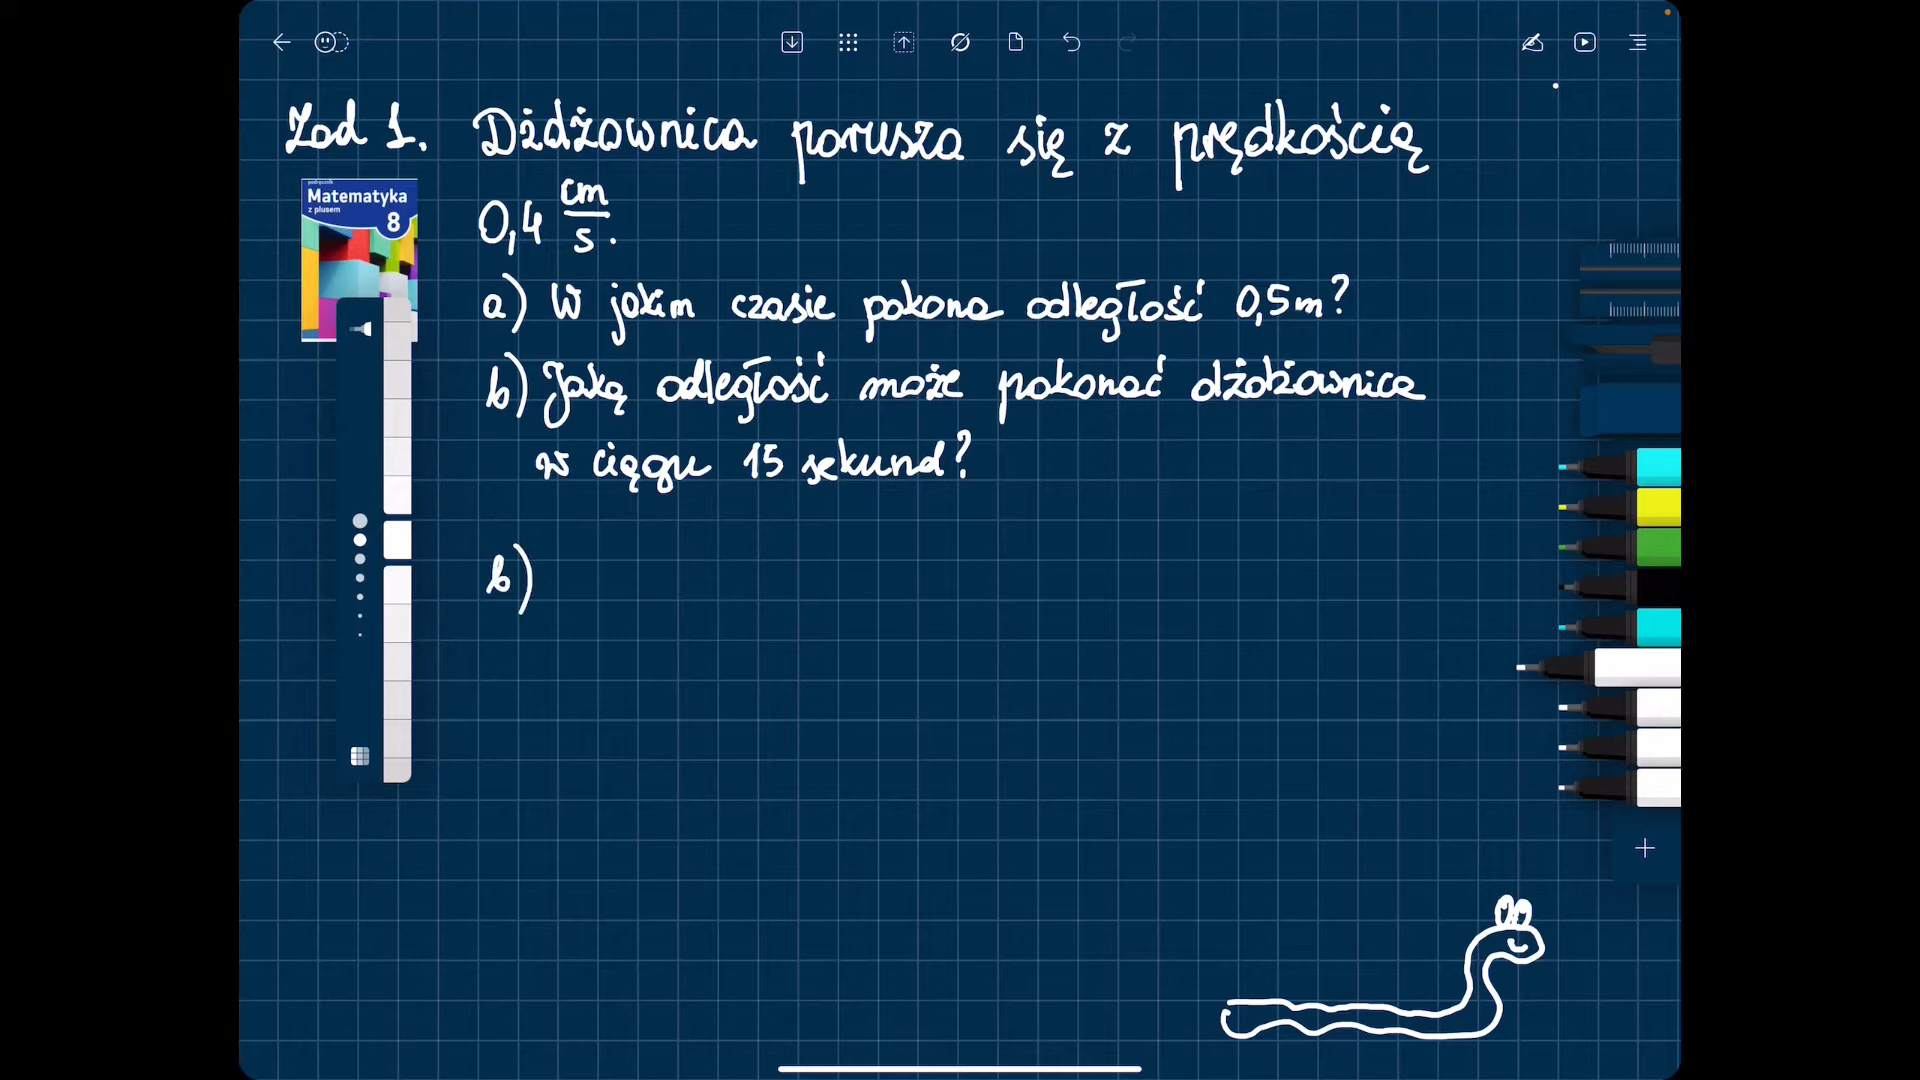 Zad 1. Dżdżownica porusza się z prędkością
podręcznik
Matematyka
z plusem
8
0,4 cm/s.
a) W jakim czasie pokona odległość 0,5m?
b) Jaką odległość może pokonać dżdżownica
w ciągu 15 sekund?
b)